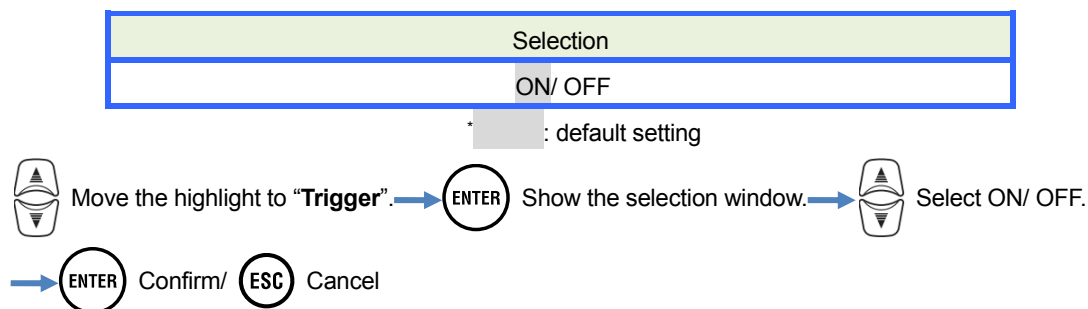 Selection
ON/ OFF
* : default setting
Move the highlight to “Trigger”. ENTER Show the selection window. Select ON/ OFF.
ENTER Confirm/ ESC Cancel